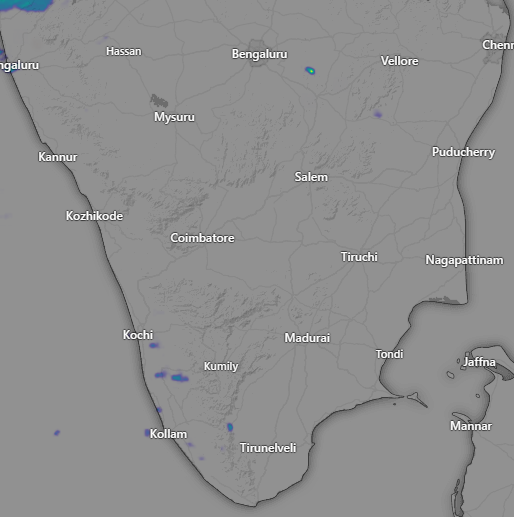 Hassan
Bengaluru
Chenn
ngaluru
Vellore
Mysuru
Kannur
Puducherry
Salem
Kozhikode
Coimbatore
Tiruchi
Nagapattinam
Kochi
Madurai
Tondi
Jaffna
Kumily
Mannar
Kollam
Tirunelveli